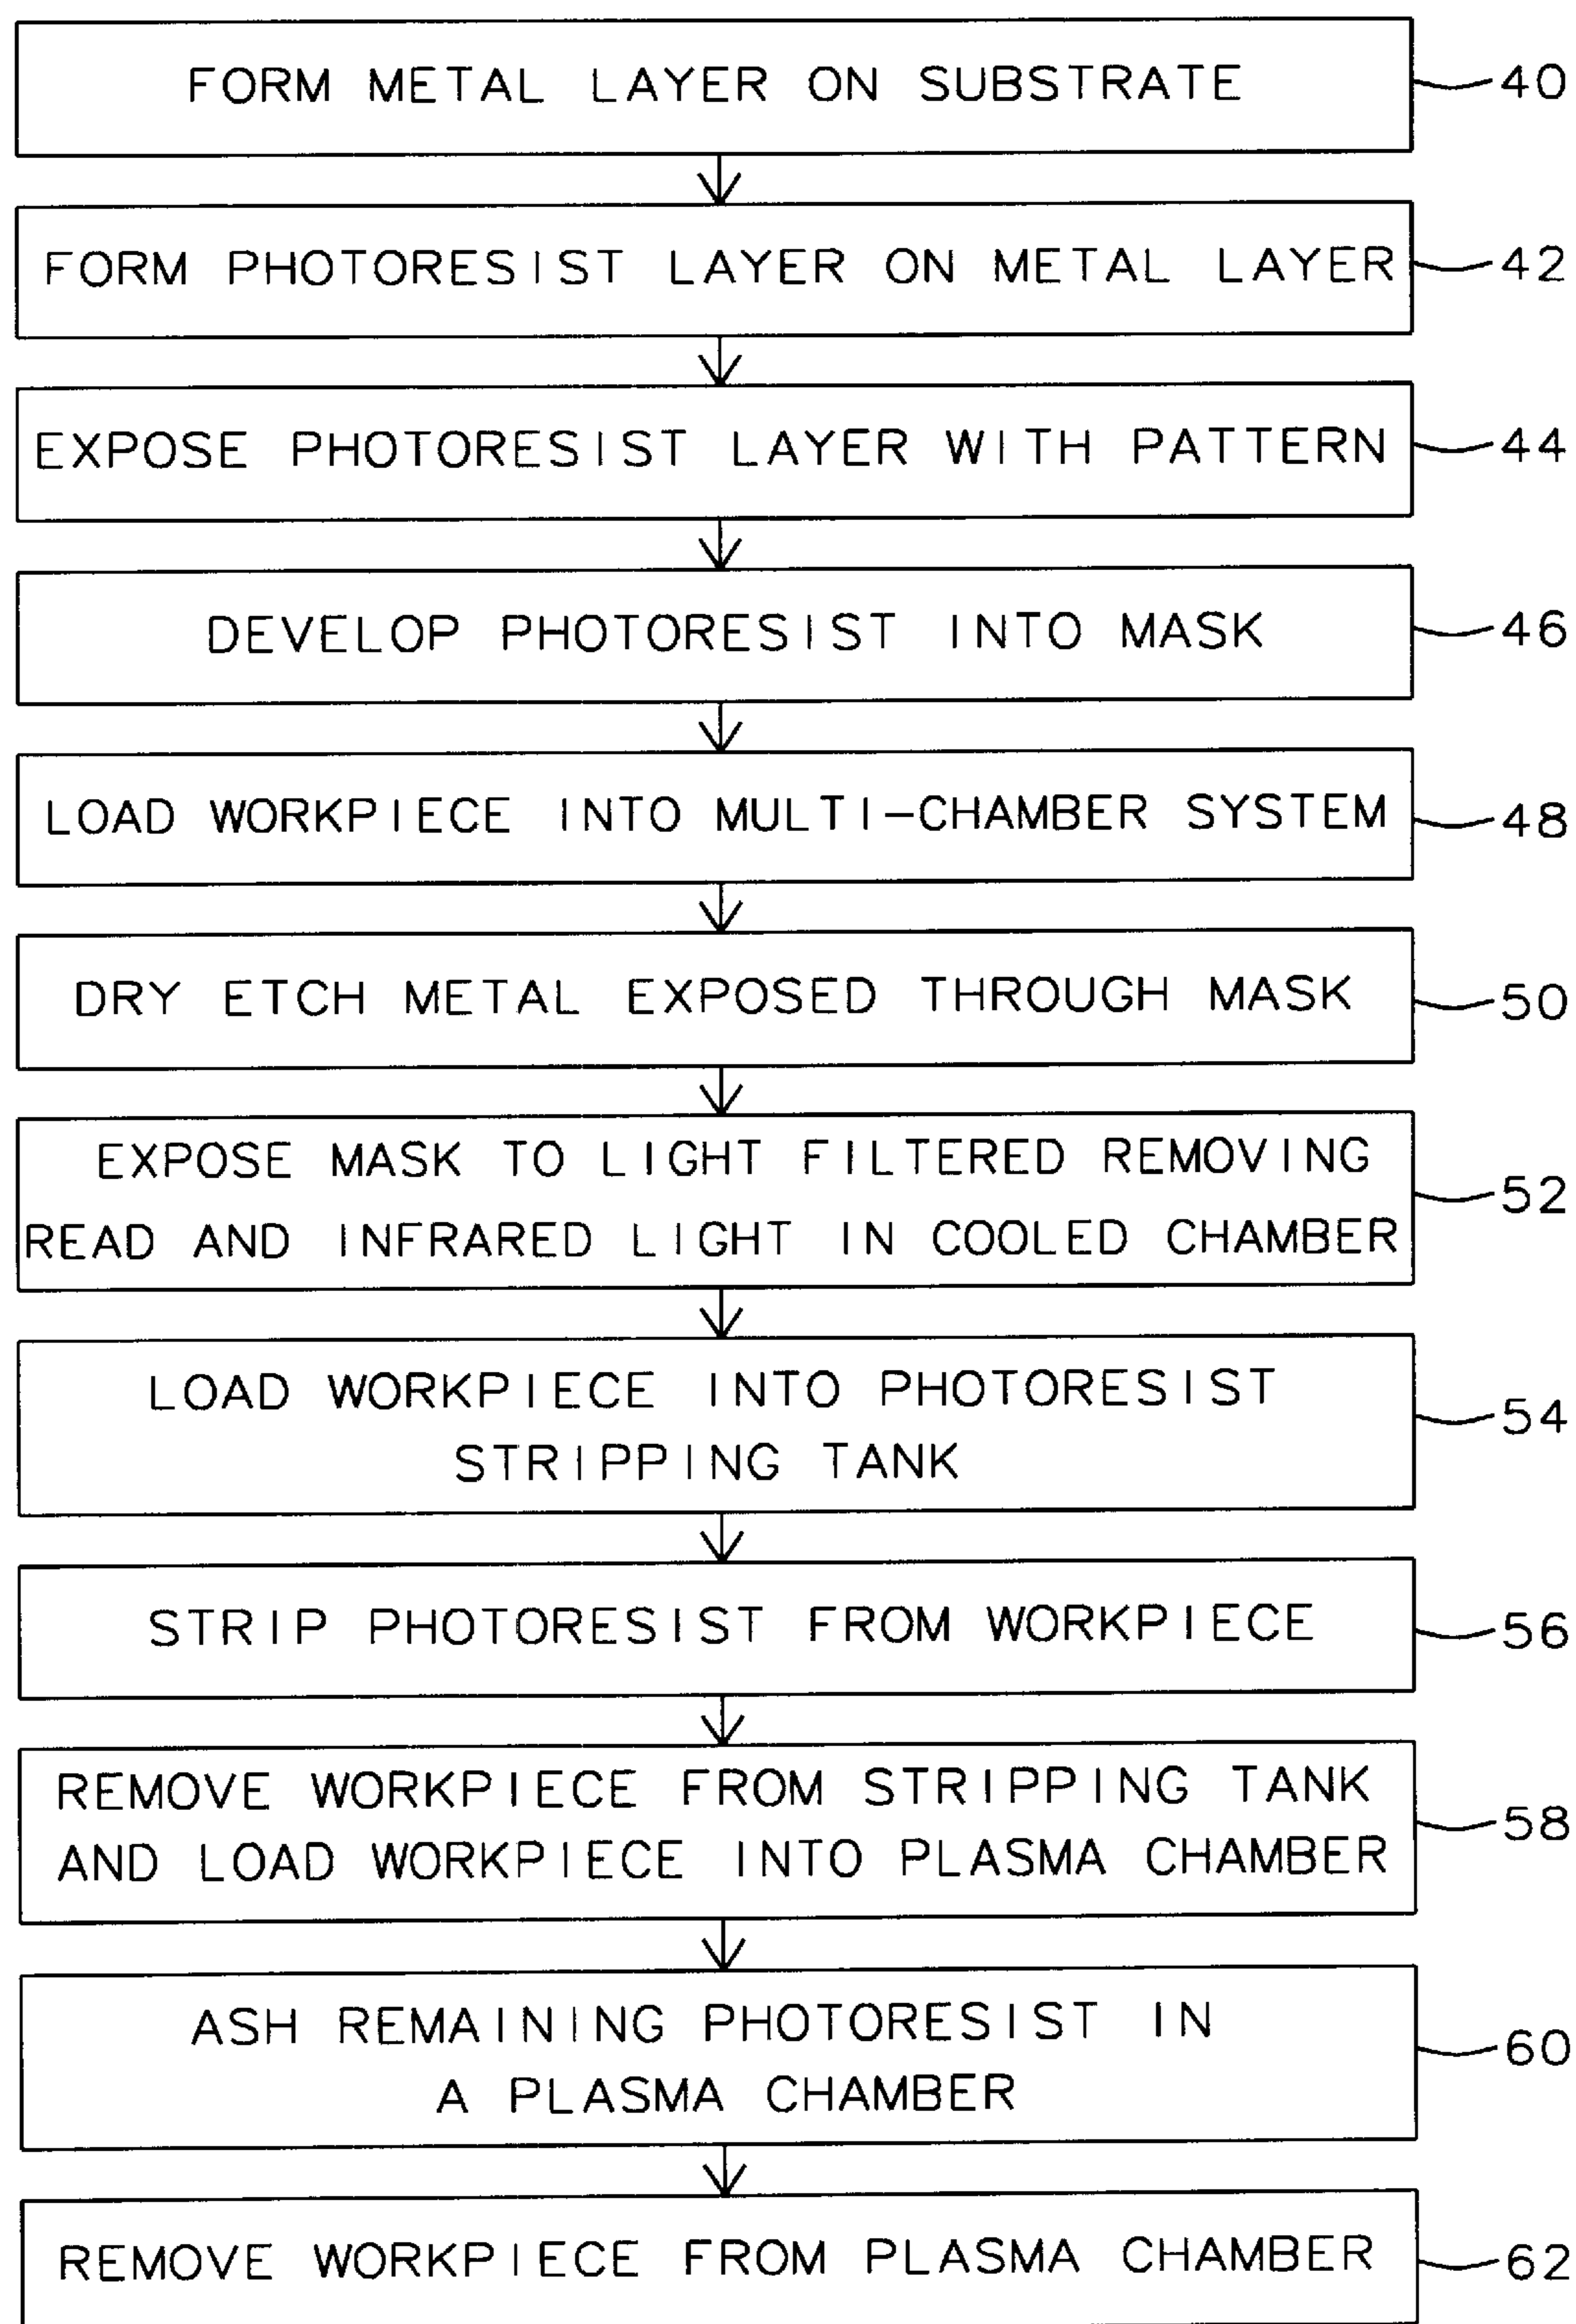 FORM METAL LAYER ON SUBSTRATE 40
FORM PHOTORESIST LAYER ON METAL LAYER 42
EXPOSE PHOTORESIST LAYER WITH PATTERN 44
DEVELOP PHOTORESIST INTO MASK 46
LOAD WORKPIECE INTO MULTI-CHAMBER SYSTEM 48
DRY ETCH METAL EXPOSED THROUGH MASK 50
EXPOSE MASK TO LIGHT FILTERED REMOVING
READ AND INFRARED LIGHT IN COOLED CHAMBER
52
LOAD WORKPIECE INTO PHOTORESIST
STRIPPING TANK
54
STRIP PHOTORESIST FROM WORKPIECE 56
REMOVE WORKPIECE FROM STRIPPING TANK
AND LOAD WORKPIECE INTO PLASMA CHAMBER
58
ASH REMAINING PHOTORESIST IN
A PLASMA CHAMBER
60
REMOVE WORKPIECE FROM PLASMA CHAMBER 62